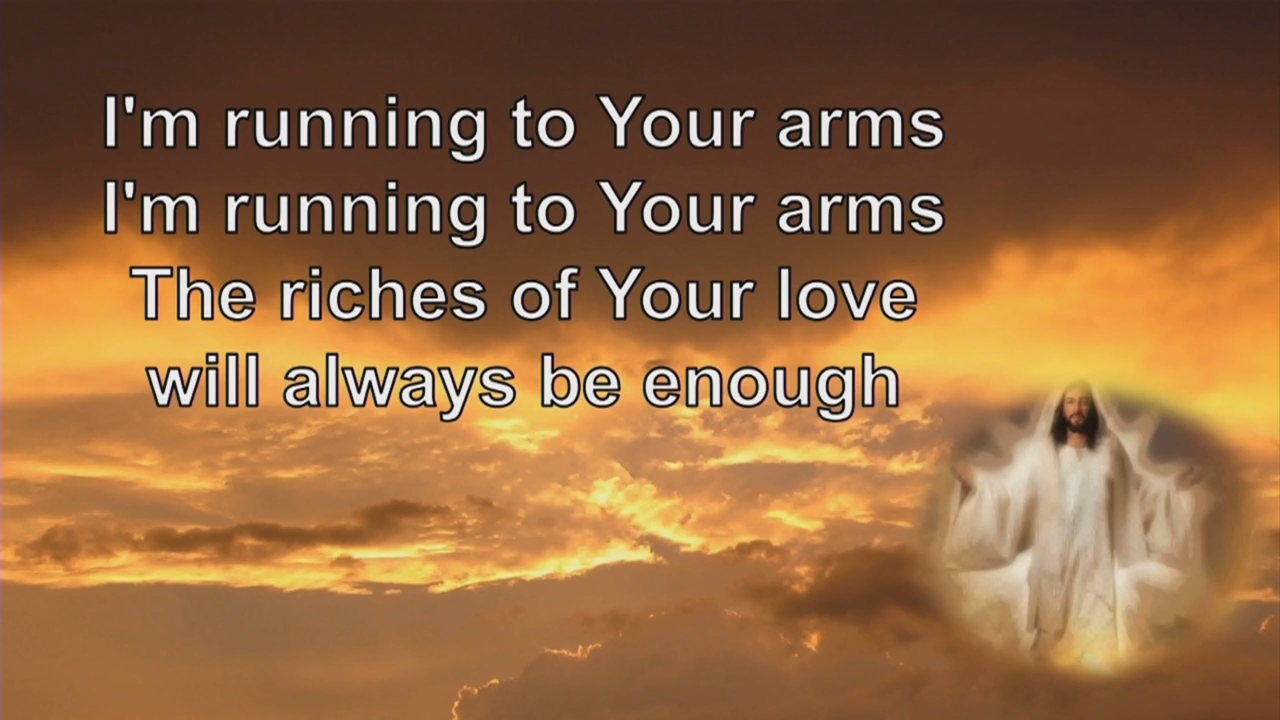 I'm running to Your arms
I'm running to Your arms
The riches of Your love
will always be enough